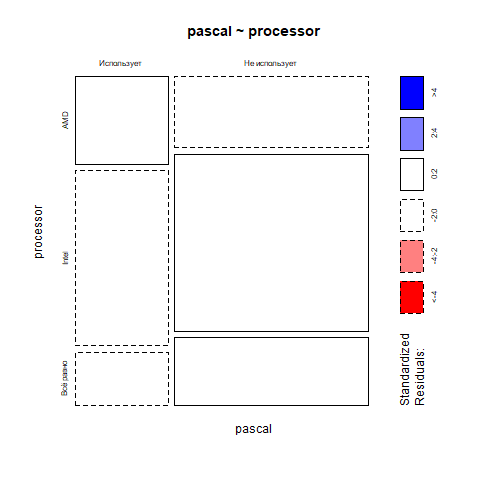 pascal ~ processor
Использует
Не использует
AMD
Intel
Всё равно
processor
pascal
>4
2:4
0:2
-2:0
-4:-2
<-4
Standardized
Residuals: